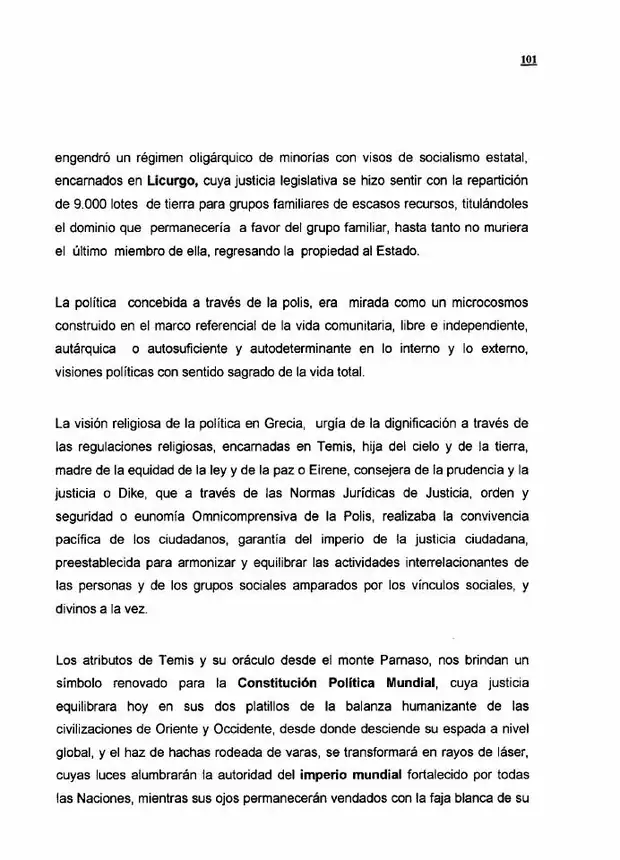 101
engendró un régimen oligárquico de minorías con visos de socialismo estatal,
encarnados en Licurgo, cuya justicia legislativa se hizo sentir con la repartición
de 9.000 lotes de tierra para grupos familiares de escasos recursos, titulándoles
el dominio que permanecería a favor del grupo familiar, hasta tanto no muriera
el último miembro de ella, regresando la propiedad al Estado.
La política concebida a través de la polis, era mirada como un microcosmos
construido en el marco referencial de la vida comunitaria, libre e independiente,
autárquica o autosuficiente y autodeterminante en lo interno y lo externo,
visiones políticas con sentido sagrado de la vida total.
La visión religiosa de la política en Grecia, urgía de la dignificación a través de
las regulaciones religiosas, encarnadas en Temis, hija del cielo y de la tierra,
madre de la equidad de la ley y de la paz o Eirene, consejera de la prudencia y la
justicia o Dike, que a través de las Normas Jurídicas de Justicia, orden y
seguridad o eunomía Omnicomprensiva de la Polis, realizaba la convivencia
pacífica de los ciudadanos, garantía del imperio de la justicia ciudadana,
preestablecida para armonizar y equilibrar las actividades interrelacionantes de
las personas y de los grupos sociales amparados por los vínculos sociales, y
divinos a la vez.
Los atributos de Temis y su oráculo desde el monte Parnaso, nos brindan un
símbolo renovado para la Constitución Política Mundial, cuya justicia
equilibrara hoy en sus dos platillos de la balanza humanizante de las
civilizaciones de Oriente y Occidente, desde donde desciende su espada a nivel
global, y el haz de hachas rodeada de varas, se transformará en rayos de láser,
cuyas luces alumbrarán la autoridad del imperio mundial fortalecido por todas
las Naciones, mientras sus ojos permanecerán vendados con la faja blanca de su